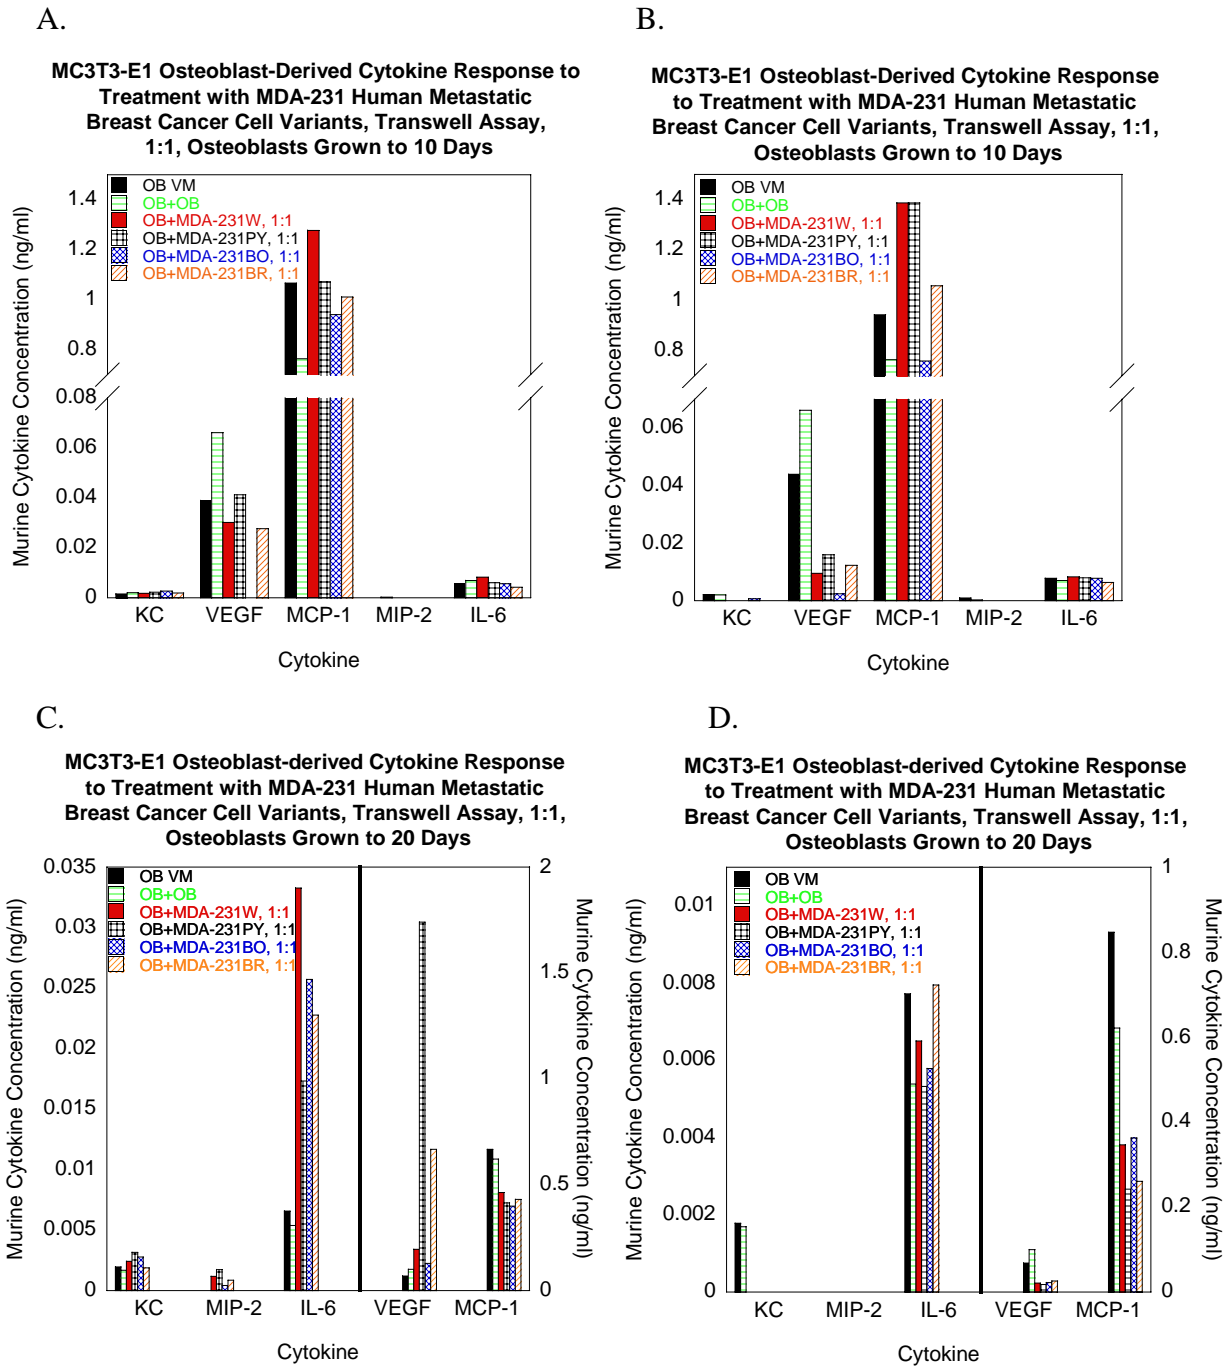 A.
MC3T3-E1 Osteoblast-Derived Cytokine Response to
Treatment with MDA-231 Human Metastatic
Breast Cancer Cell Variants, Transwell Assay,
1:1, Osteoblasts Grown to 10 Days
Murine Cytokine Concentration (ng/ml)
1.4
1.2
1
0.8
0.08
0.06
0.04
0.02
0
OB VM
OB+OB
OB+MDA-231W, 1:1
OB+MDA-231PY, 1:1
OB+MDA-231BO, 1:1
OB+MDA-231BR, 1:1
KC VEGF MCP-1 MIP-2 IL-6
Cytokine
B.
MC3T3-E1 Osteoblast-Derived Cytokine Response
to Treatment with MDA-231 Human Metastatic
Breast Cancer Cell Variants, Transwell Assay, 1:1,
Osteoblasts Grown to 10 Days
Murine Cytokine Concentration (ng/ml)
1.4
1.2
1
0.8
0.06
0.04
0.02
0
OB VM
OB+OB
OB+MDA-231W, 1:1
OB+MDA-231PY, 1:1
OB+MDA-231BO, 1:1
OB+MDA-231BR, 1:1
KC VEGF MCP-1 MIP-2 IL-6
Cytokine
C.
MC3T3-E1 Osteoblast-derived Cytokine Response
to Treatment with MDA-231 Human Metastatic
Breast Cancer Cell Variants, Transwell Assay, 1:1,
Osteoblasts Grown to 20 Days
Murine Cytokine Concentration (ng/ml)
0.035
0.03
0.025
0.02
0.015
0.01
0.005
0
OB VM
OB+OB
OB+MDA-231W, 1:1
OB+MDA-231PY, 1:1
OB+MDA-231BO, 1:1
OB+MDA-231BR, 1:1
2
1.5
1
0.5
0
Murine Cytokine Concentration (ng/ml)
KC MIP-2 IL-6 VEGF MCP-1
Cytokine
D.
MC3T3-E1 Osteoblast-derived Cytokine Response
to Treatment with MDA-231 Human Metastatic
Breast Cancer Cell Variants, Transwell Assay, 1:1,
Osteoblasts Grown to 20 Days
Murine Cytokine Concentration (ng/ml)
0.01
0.008
0.006
0.004
0.002
0
OB VM
OB+OB
OB+MDA-231W, 1:1
OB+MDA-231PY, 1:1
OB+MDA-231BO, 1:1
OB+MDA-231BR, 1:1
1
0.8
0.6
0.4
0.2
0
Murine Cytokine Concentration (ng/ml)
KC MIP-2 IL-6 VEGF MCP-1
Cytokine